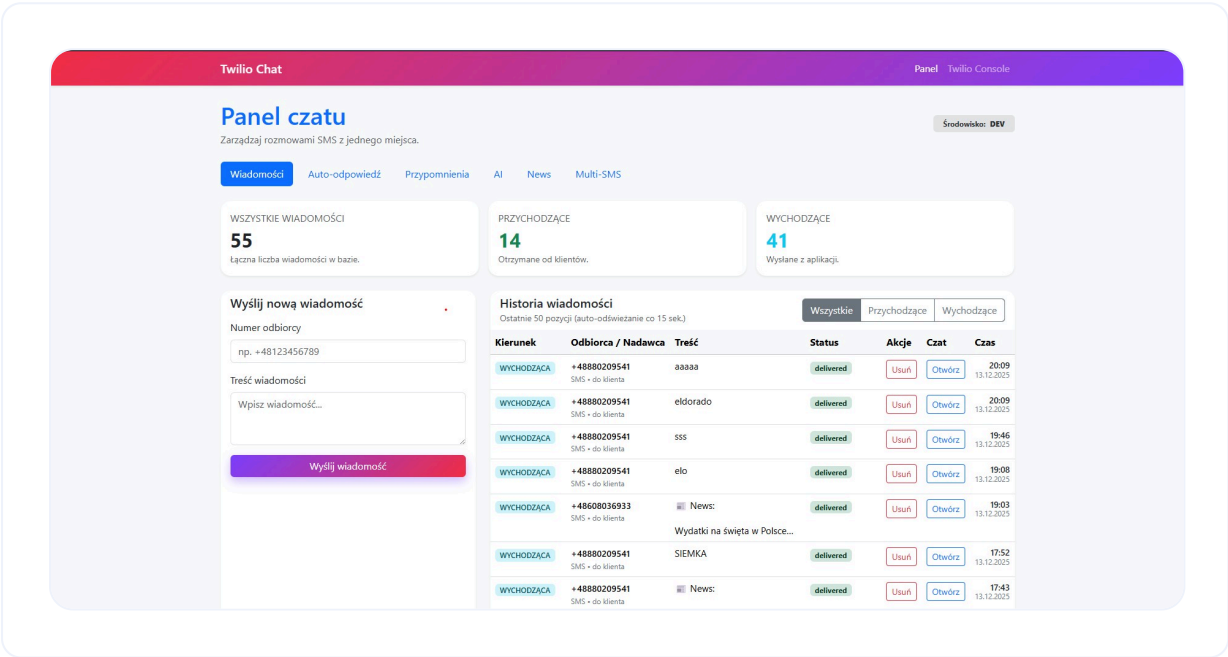 Twilio Chat
Panel Twilio Console
Panel czatu
Zarządzaj rozmowami SMS z jednego miejsca.
Środowisko: DEV
Wiadomości Auto-odpowiedź Przypomnienia AI News Multi-SMS
WSZYSTKIE WIADOMOŚCI
55
Łączna liczba wiadomości w bazie.
PRZYCHODZĄCE
14
Otrzymane od klientów.
WYCHODZĄCE
41
Wysłane z aplikacji.
Wyślij nową wiadomość
Numer odbiorcy
np. +48123456789
Treść wiadomości
Wpisz wiadomość...
Wyślij wiadomość
Historia wiadomości
Ostatnie 50 pozycji (auto-odświeżanie co 15 sek.)
Wszystkie Przychodzące Wychodzące
Kierunek Odbiorca / Nadawca Treść Status Akcje Czat Czas
WYCHODZĄCA +48880209541 aaaaa delivered Usuń Otwórz 20:09
SMS • do klienta 13.12.2025
WYCHODZĄCA +48880209541 eldorado delivered Usuń Otwórz 20:09
SMS • do klienta 13.12.2025
WYCHODZĄCA +48880209541 sss delivered Usuń Otwórz 19:46
SMS • do klienta 13.12.2025
WYCHODZĄCA +48880209541 elo delivered Usuń Otwórz 19:08
SMS • do klienta 13.12.2025
WYCHODZĄCA +48608036933 News: delivered Usuń Otwórz 19:03
SMS • do klienta 13.12.2025
Wydatki na święta w Polsce...
WYCHODZĄCA +48880209541 SIEMKA delivered Usuń Otwórz 17:52
SMS • do klienta 13.12.2025
WYCHODZĄCA +48880209541 News: delivered Usuń Otwórz 17:43
SMS • do klienta 13.12.2025